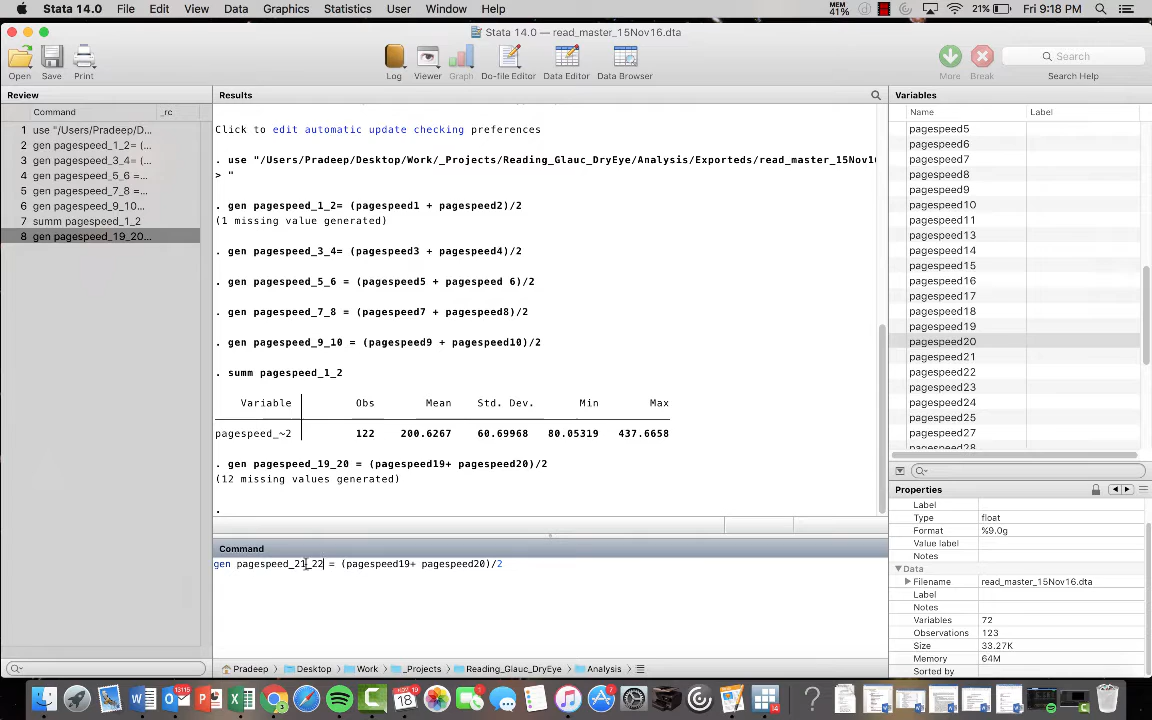 Stata 14.0 File Edit View Data Graphics Statistics User Window Help MEM 41% 21% Fri 9:18 PM
Stata 14.0 — read_master_15Nov16.dta
Open Save Print Log Viewer Graph Do-file Editor Data Editor Data Browser More Break Search Search Help
Review
Command _rc
1 use "/Users/Pradeep/D...
2 gen pagespeed_1_2= (...
3 gen pagespeed_3_4= (...
4 gen pagespeed_5_6 =...
5 gen pagespeed_7_8 =...
6 gen pagespeed_9_10...
7 summ pagespeed_1_2
8 gen pagespeed_19_20...
Results
Click to edit automatic update checking preferences
. use "/Users/Pradeep/Desktop/Work/_Projects/Reading_Glauc_DryEye/Analysis/Exporteds/read_master_15Nov16
> "
. gen pagespeed_1_2= (pagespeed1 + pagespeed2)/2
(1 missing value generated)
. gen pagespeed_3_4= (pagespeed3 + pagespeed4)/2
. gen pagespeed_5_6 = (pagespeed5 + pagespeed 6)/2
. gen pagespeed_7_8 = (pagespeed7 + pagespeed8)/2
. gen pagespeed_9_10 = (pagespeed9 + pagespeed10)/2
. summ pagespeed_1_2
Variable Obs Mean Std. Dev. Min Max
pagespeed_~2 122 200.6267 60.69968 80.05319 437.6658
. gen pagespeed_19_20 = (pagespeed19+ pagespeed20)/2
(12 missing values generated)
.
Command
gen pagespeed_21_22 = (pagespeed19+ pagespeed20)/2
Pradeep Desktop Work _Projects Reading_Glauc_DryEye Analysis
Variables
Name Label
pagespeed5
pagespeed6
pagespeed7
pagespeed8
pagespeed9
pagespeed10
pagespeed11
pagespeed13
pagespeed14
pagespeed15
pagespeed16
pagespeed17
pagespeed18
pagespeed19
pagespeed20
pagespeed21
pagespeed22
pagespeed23
pagespeed24
pagespeed25
pagespeed27
pagespeed28
Properties
Label
Type float
Format %9.0g
Value label
Notes
Data
Filename read_master_15Nov16.dta
Label
Notes
Variables 72
Observations 123
Size 33.27K
Memory 64M
Sorted by